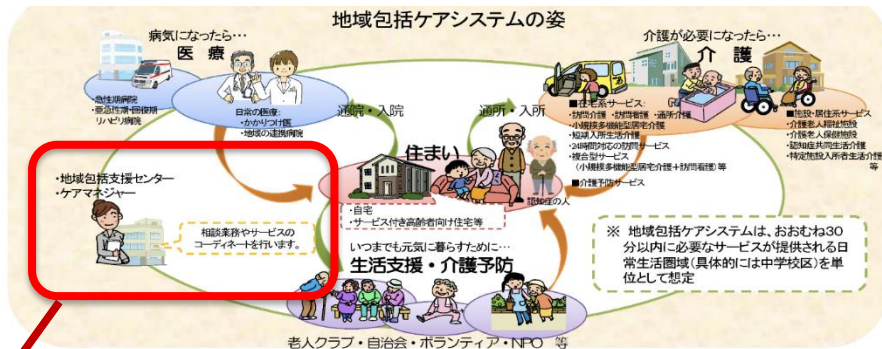 地域包括ケアシステムの姿
病気になったら…
医 療
・急性期病院
・亜急性期・回復期
リハビリ病院
日常の医療：
・かかりつけ医
・地域の連携病院
通院・入院
通所・入所
介護が必要になったら…
介 護
■在宅系サービス：
・訪問介護 ・訪問看護 ・通所介護
・小規模多機能型居宅介護
・短期入所生活介護
・24時間対応の訪問サービス
・複合型サービス
（小規模多機能型居宅介護＋訪問看護）等
■介護予防サービス
■施設・居住系サービス
・介護老人福祉施設
・介護老人保健施設
・認知症共同生活介護
・特定施設入所者生活介護
等
住まい
認知症の人
・自宅
・サービス付き高齢者向け住宅等
・地域包括支援センター
・ケアマネジャー
相談業務やサービスの
コーディネートを行います。
いつまでも元気に暮らすために…
生活支援・介護予防
老人クラブ・自治会・ボランティア・NPO 等
※ 地域包括ケアシステムは、おおむね30
分以内に必要なサービスが提供される日
常生活圏域（具体的には中学校区）を単
位として想定